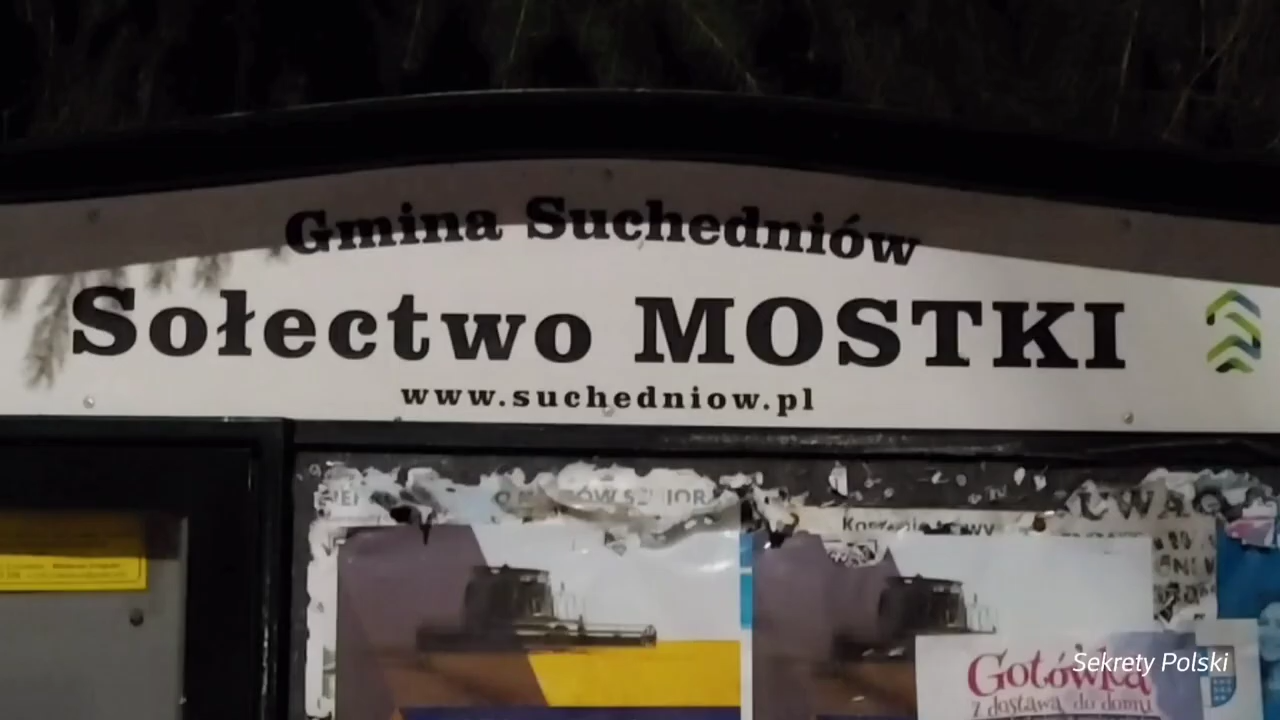 Gmina Suchedniów
Sołectwo MOSTKI
www.suchedniow.pl
Gotówka
z dostawą do domu
Sekrety Polski